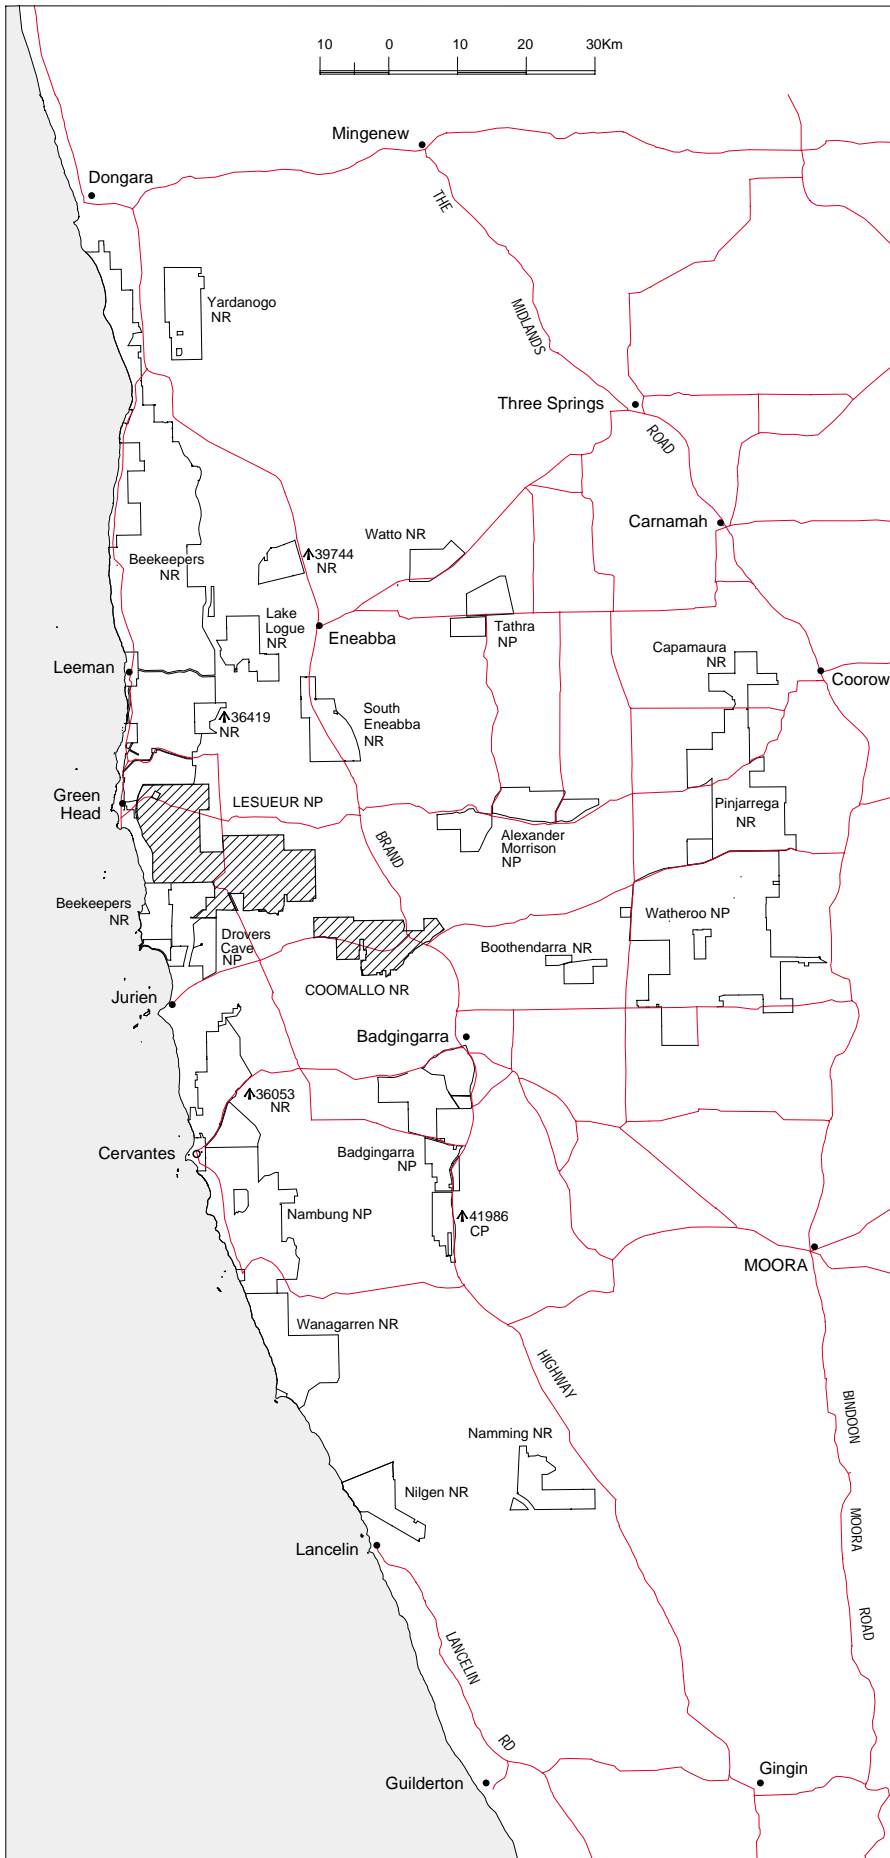 10 0 10 20 30Km
Mingenew
Dongara
THE
Yardanogo
NR
MIDLANDS
Three Springs
ROAD
Carnamah
Watto NR
39744
NR
Beekeepers
NR
Lake
Logue
NR
Eneabba
Tathra
NP
Capamaura
NR
Leeman
Coorow
South
Eneabba
NR
36419
NR
Green
Head
LESUEUR NP
Pinjarrega
NR
BRAND
Alexander
Morrison
NP
Beekeepers
NR
Drovers
Cave
NP
Watheroo NP
Boothendarra NR
COOMALLO NR
Jurien
Badgingarra
36053
NR
Cervantes
Badgingarra
NP
Nambung NP
41986
CP
MOORA
Wanagarren NR
HIGHWAY
BINDOON
Namming NR
Nilgen NR
MOORA
Lancelin
ROAD
LANCELIN
RD
Guilderton
Gingin